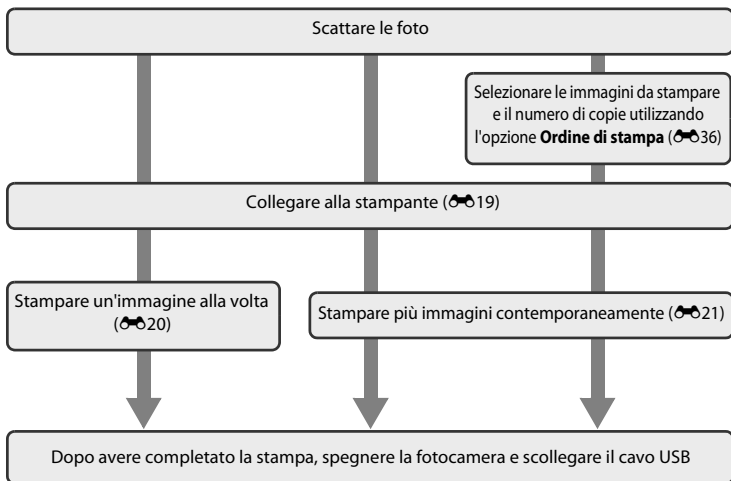 Scattare le foto
Selezionare le immagini da stampare
e il numero di copie utilizzando
l'opzione Ordine di stampa (36)
Collegare alla stampante (19)
Stampare un'immagine alla volta
(20)
Stampare più immagini contemporaneamente (21)
Dopo avere completato la stampa, spegnere la fotocamera e scollegare il cavo USB